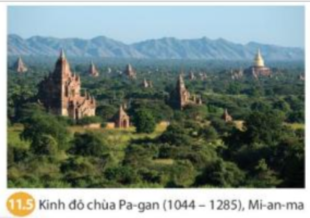 11.5 Kinh đô chùa Pa-gan (1044 – 1285), Mi-an-ma